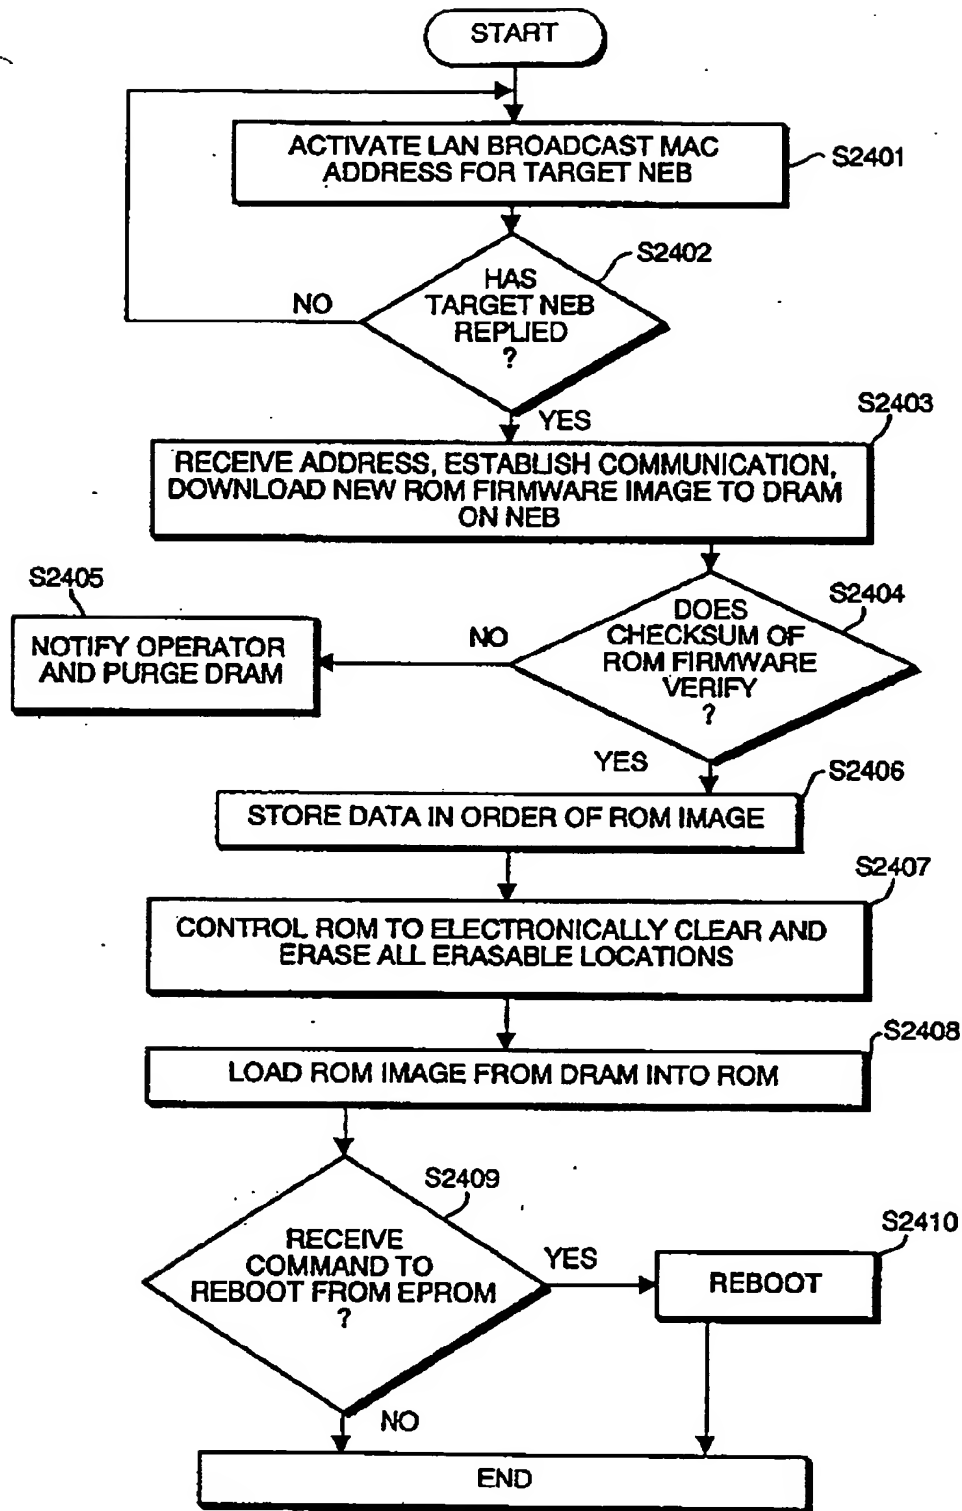 START
ACTIVATE LAN BROADCAST MAC
ADDRESS FOR TARGET NEB
S2401
S2402
HAS
TARGET NEB
REPLIED
?
NO
YES
S2403
RECEIVE ADDRESS, ESTABLISH COMMUNICATION,
DOWNLOAD NEW ROM FIRMWARE IMAGE TO DRAM
ON NEB
S2405
NOTIFY OPERATOR
AND PURGE DRAM
NO
S2404
DOES
CHECKSUM OF
ROM FIRMWARE
VERIFY
?
YES
S2406
STORE DATA IN ORDER OF ROM IMAGE
S2407
CONTROL ROM TO ELECTRONICALLY CLEAR AND
ERASE ALL ERASABLE LOCATIONS
S2408
LOAD ROM IMAGE FROM DRAM INTO ROM
S2409
RECEIVE
COMMAND TO
REBOOT FROM EPROM
?
YES
S2410
REBOOT
NO
END